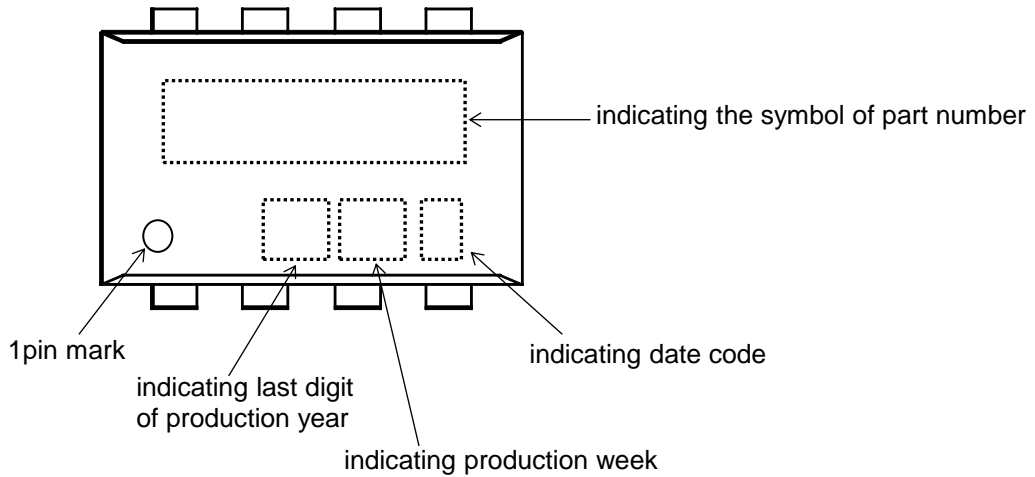 indicating the symbol of part number
1pin mark
indicating date code
indicating last digit
of production year
indicating production week